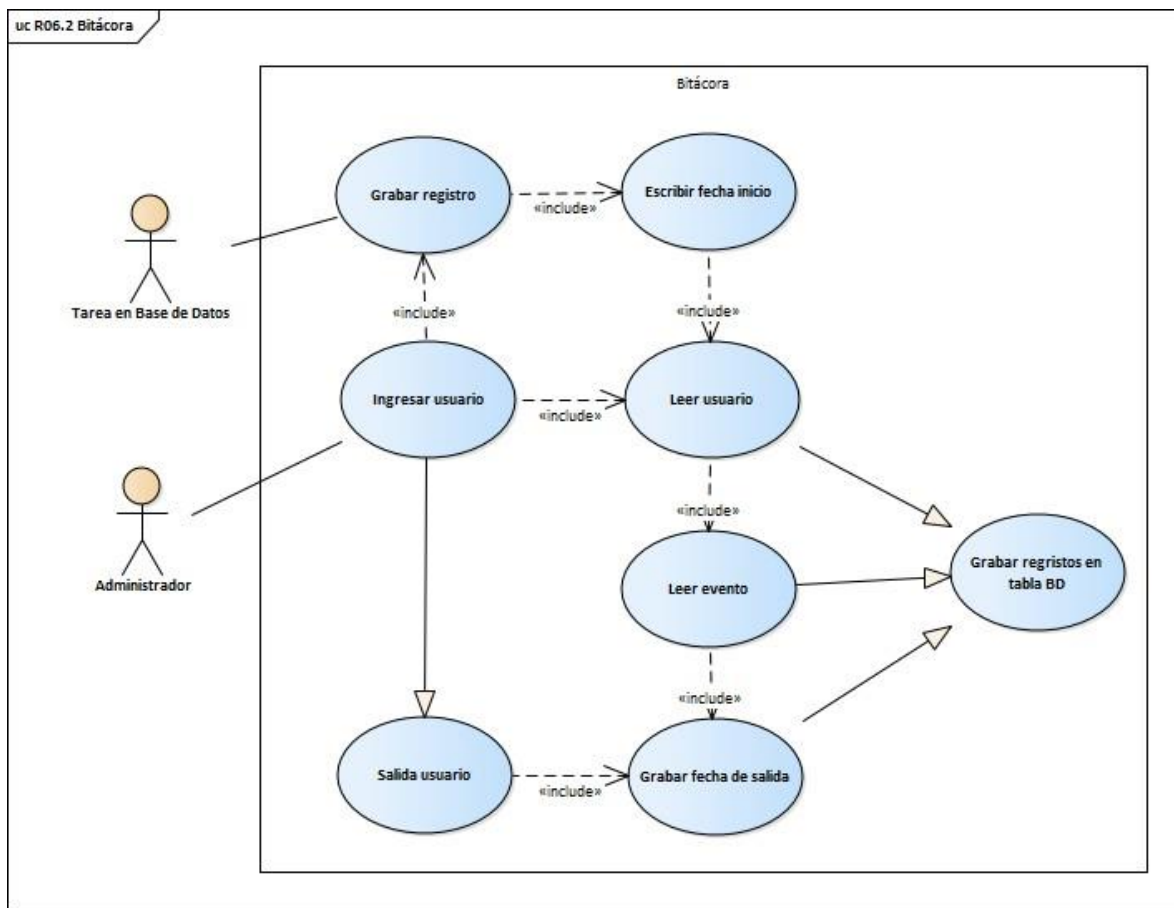 uc R06.2 Bitácora
Bitácora
Grabar registro
«include»
Escribir fecha inicio
Tarea en Base de Datos
«include»
«include»
Ingresar usuario
«include»
Leer usuario
Administrador
«include»
Leer evento
Grabar regristos en
tabla BD
«include»
Salida usuario
«include»
Grabar fecha de salida